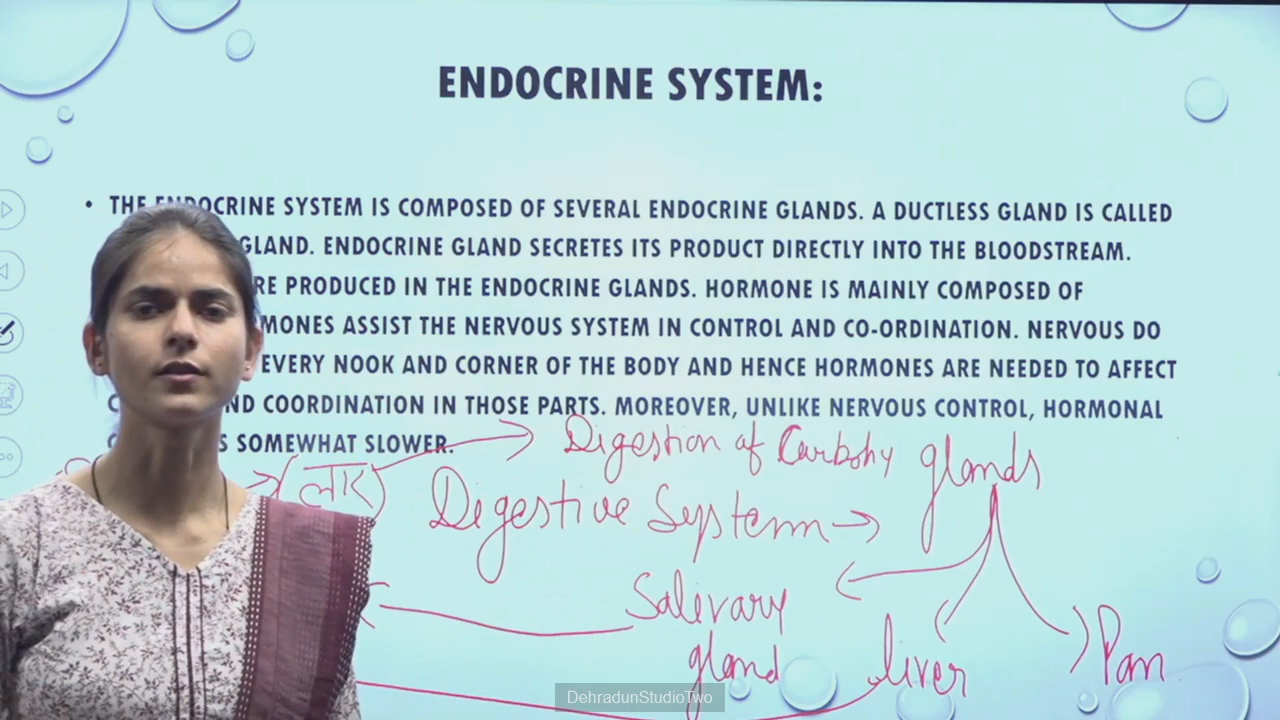 ENDOCRINE SYSTEM:
• THE ENDOCRINE SYSTEM IS COMPOSED OF SEVERAL ENDOCRINE GLANDS. A DUCTLESS GLAND IS CALLED
GLAND. ENDOCRINE GLAND SECRETES ITS PRODUCT DIRECTLY INTO THE BLOODSTREAM.
PRODUCED IN THE ENDOCRINE GLANDS. HORMONE IS MAINLY COMPOSED OF
ASSIST THE NERVOUS SYSTEM IN CONTROL AND CO-ORDINATION. NERVOUS DO
EVERY NOOK AND CORNER OF THE BODY AND HENCE HORMONES ARE NEEDED TO AFFECT
COORDINATION IN THOSE PARTS. MOREOVER, UNLIKE NERVOUS CONTROL, HORMONAL
SOMEWHAT SLOWER.
Digestion of Carbohy
(लार)
Digestive System → glands
Salivary
gland
liver
Pan
DehradunStudioTwo